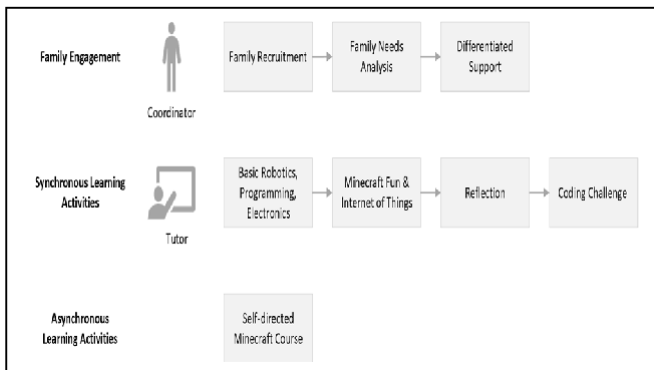 Family Engagement
Coordinator
Family Recruitment
Family Needs
Analysis
Differentiated
Support
Synchronous Learning
Activities
Tutor
Basic Robotics,
Programming,
Electronics
Minecraft Fun &
Internet of Things
Reflection
Coding Challenge
Asynchronous
Learning Activities
Self-directed
Minecraft Course